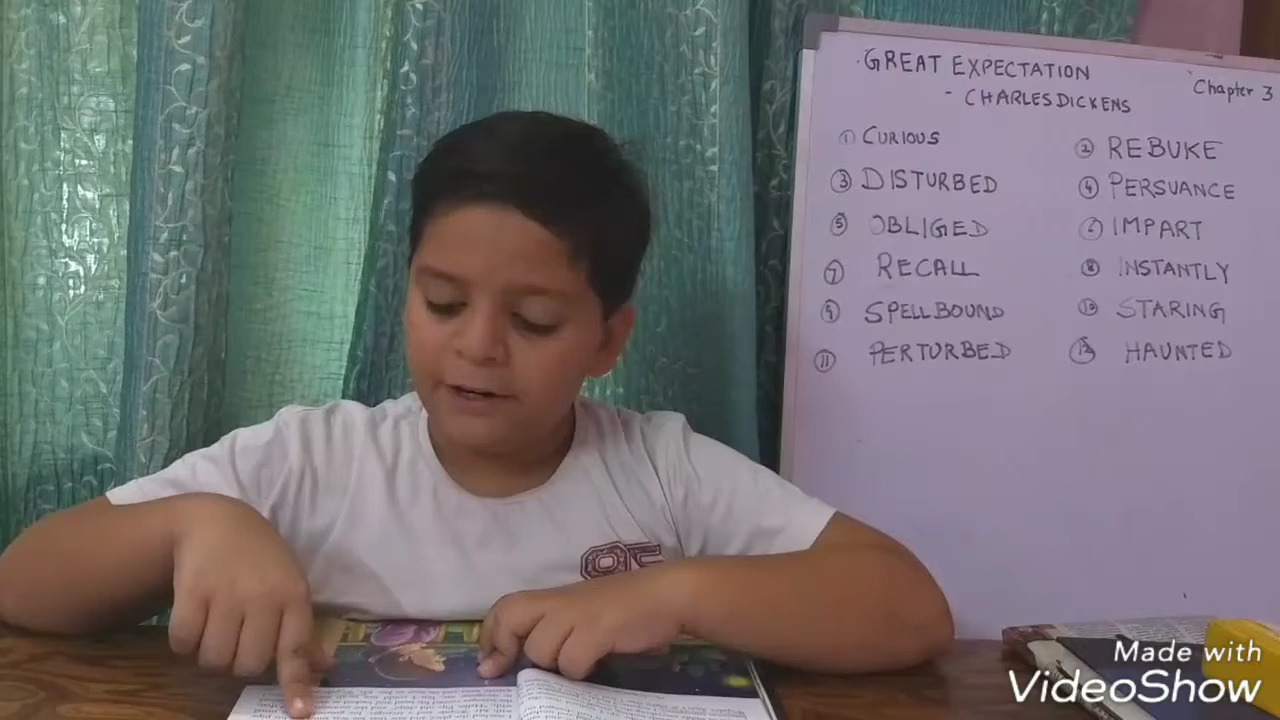 GREAT EXPECTATION
- CHARLES DICKENS
Chapter 3
① CURIOUS
② REBUKE
③ DISTURBED
④ PERSUANCE
⑤ OBLIGED
⑥ IMPART
⑦ RECALL
⑧ INSTANTLY
⑨ SPELLBOUND
⑩ STARING
⑪ PERTURBED
HAUNTED
Made with
VideoShow